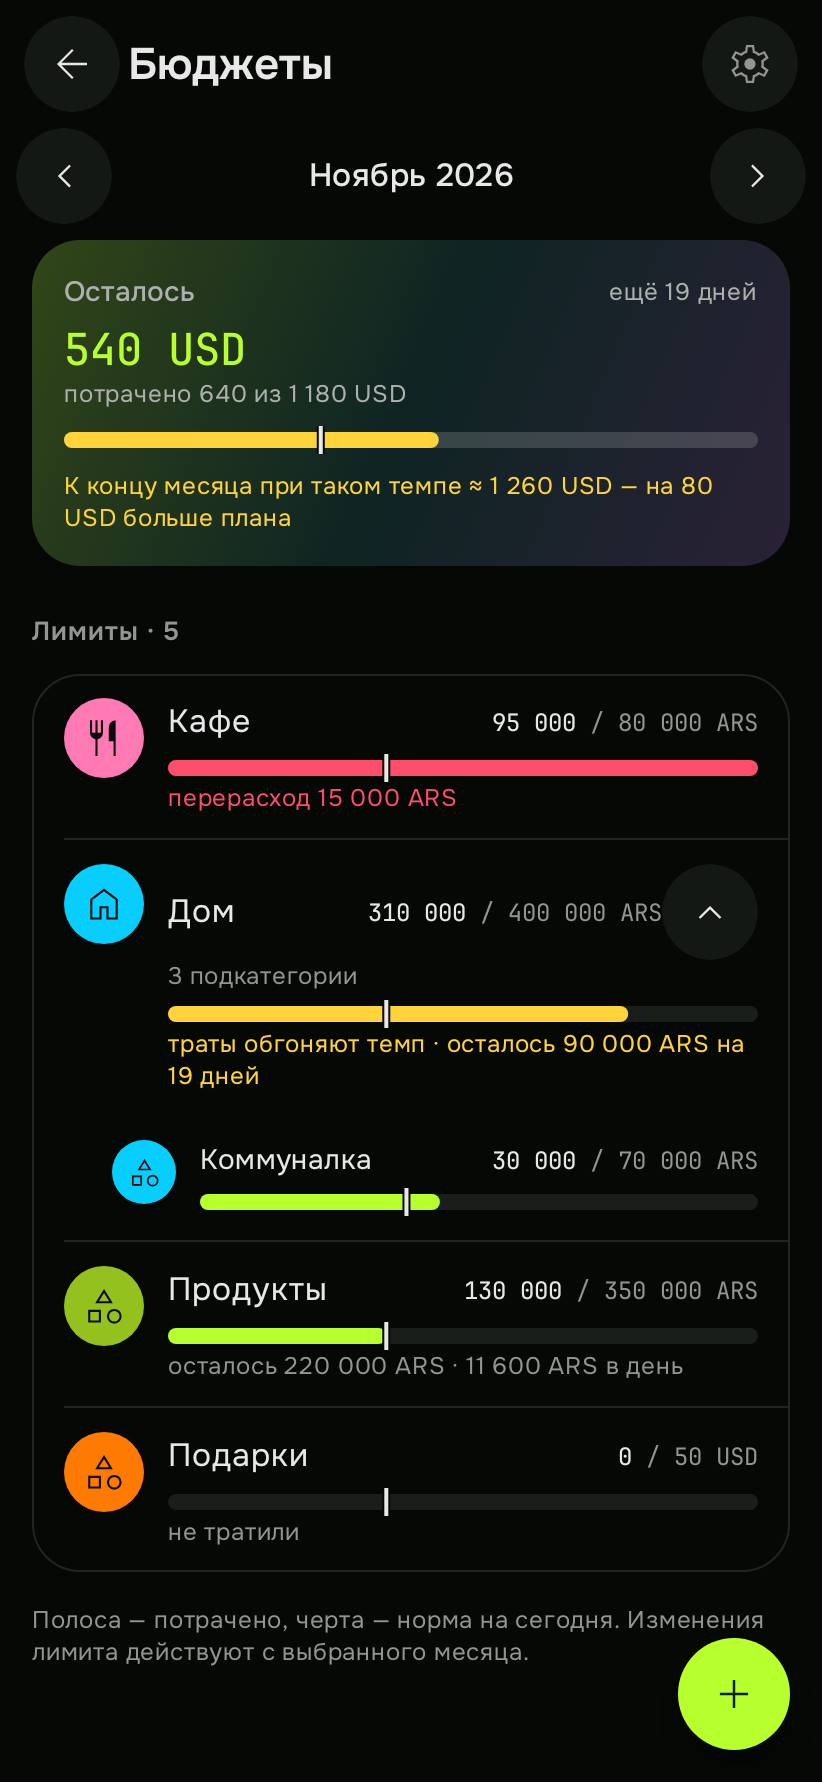 Бюджеты
Ноябрь 2026
Осталось
ещё 19 дней
540 USD
потрачено 640 из 1 180 USD
К концу месяца при таком темпе ≈ 1 260 USD — на 80
USD больше плана
Лимиты · 5
Кафе
95 000 / 80 000 ARS
перерасход 15 000 ARS
Дом
310 000 / 400 000 ARS
3 подкатегории
траты обгоняют темп · осталось 90 000 ARS на
19 дней
Коммуналка
30 000 / 70 000 ARS
Продукты
130 000 / 350 000 ARS
осталось 220 000 ARS · 11 600 ARS в день
Подарки
0 / 50 USD
не тратили
Полоса — потрачено, черта — норма на сегодня. Изменения
лимита действуют с выбранного месяца.